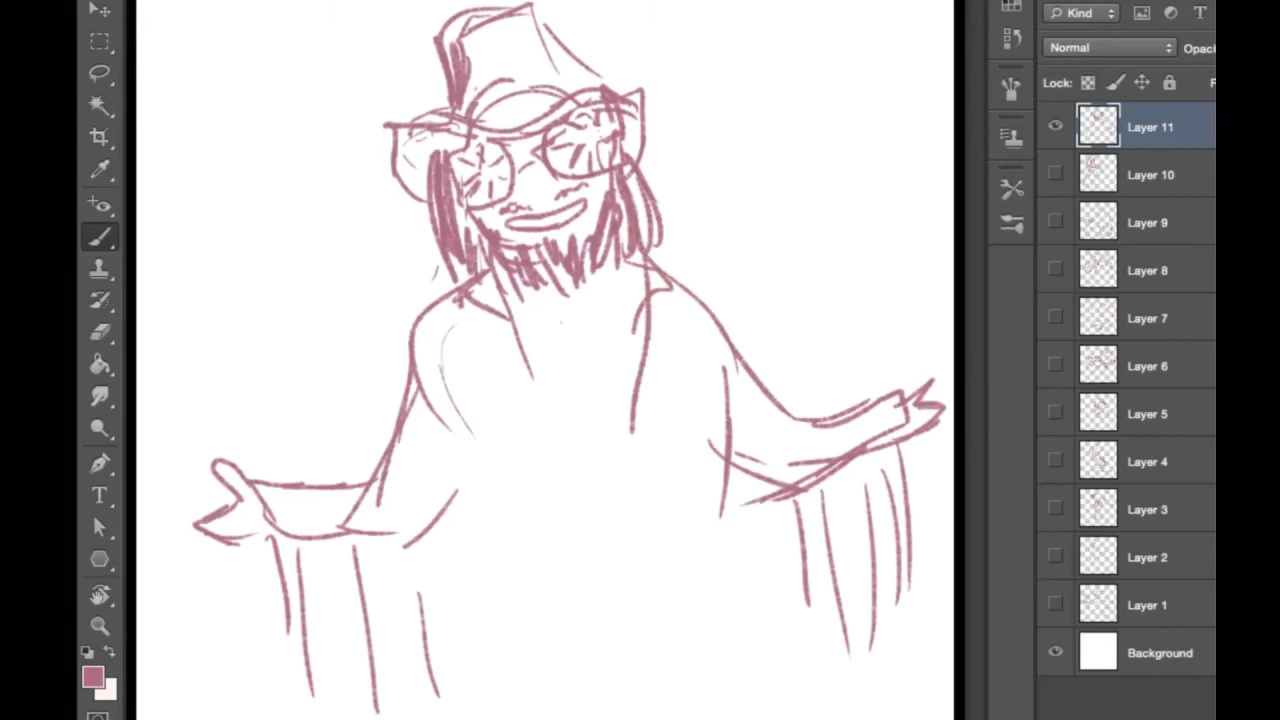 Kind
T
Normal
Opaci
Lock:
F
Layer 11
Layer 10
Layer 9
Layer 8
Layer 7
Layer 6
Layer 5
Layer 4
Layer 3
Layer 2
Layer 1
Background
T